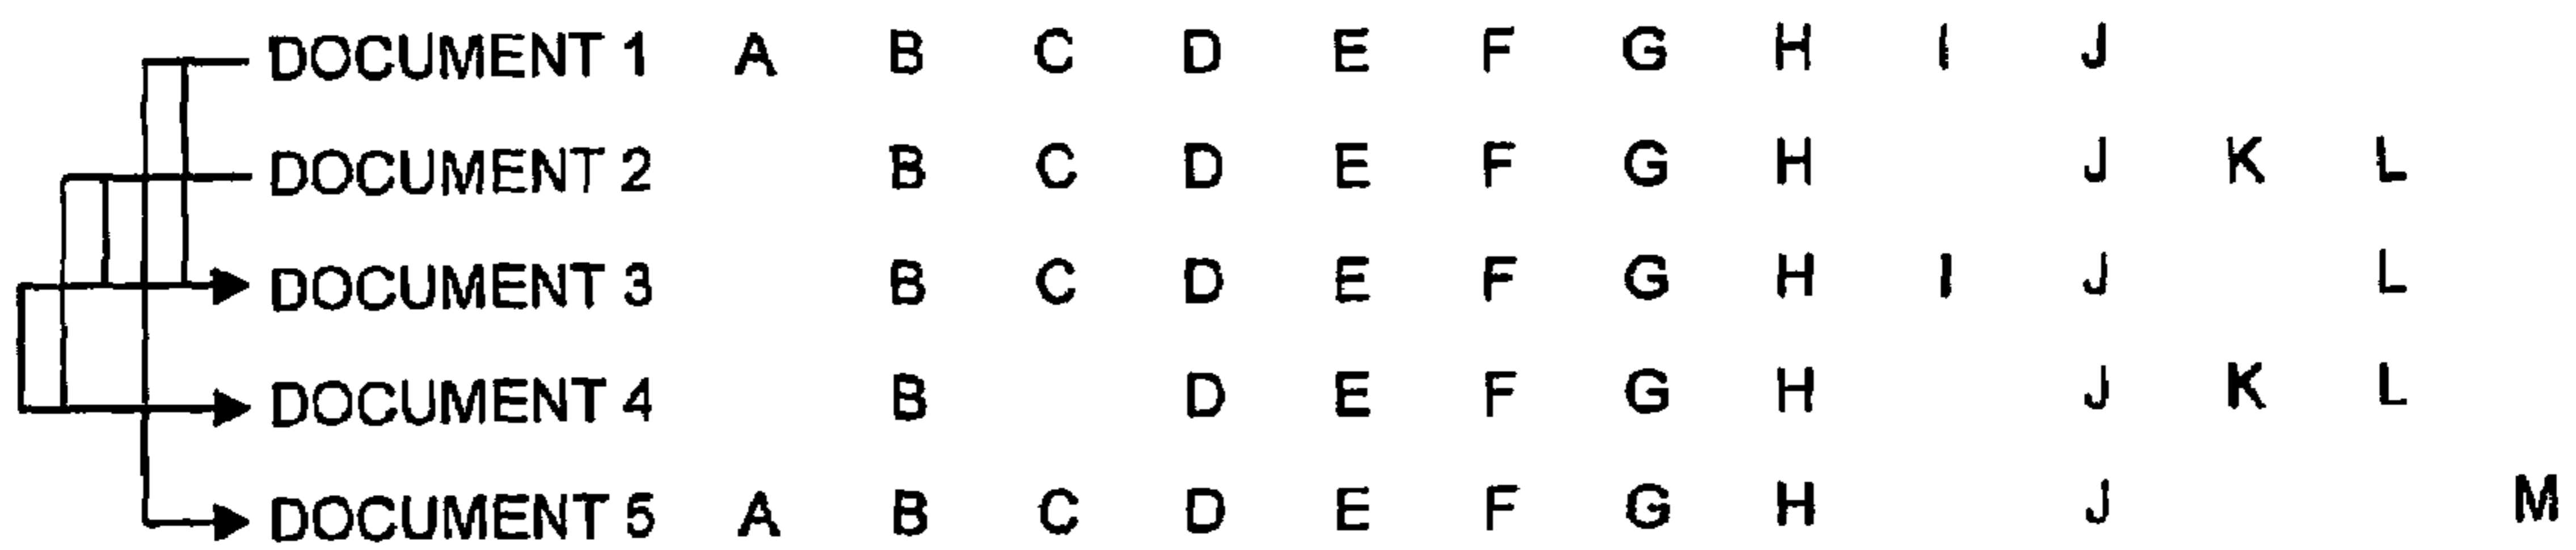 DOCUMENT 1 A B C D E F G H I J
DOCUMENT 2 B C D E F G H J K L
DOCUMENT 3 B C D E F G H I J L
DOCUMENT 4 B D E F G H J K L
DOCUMENT 5 A B C D E F G H J M